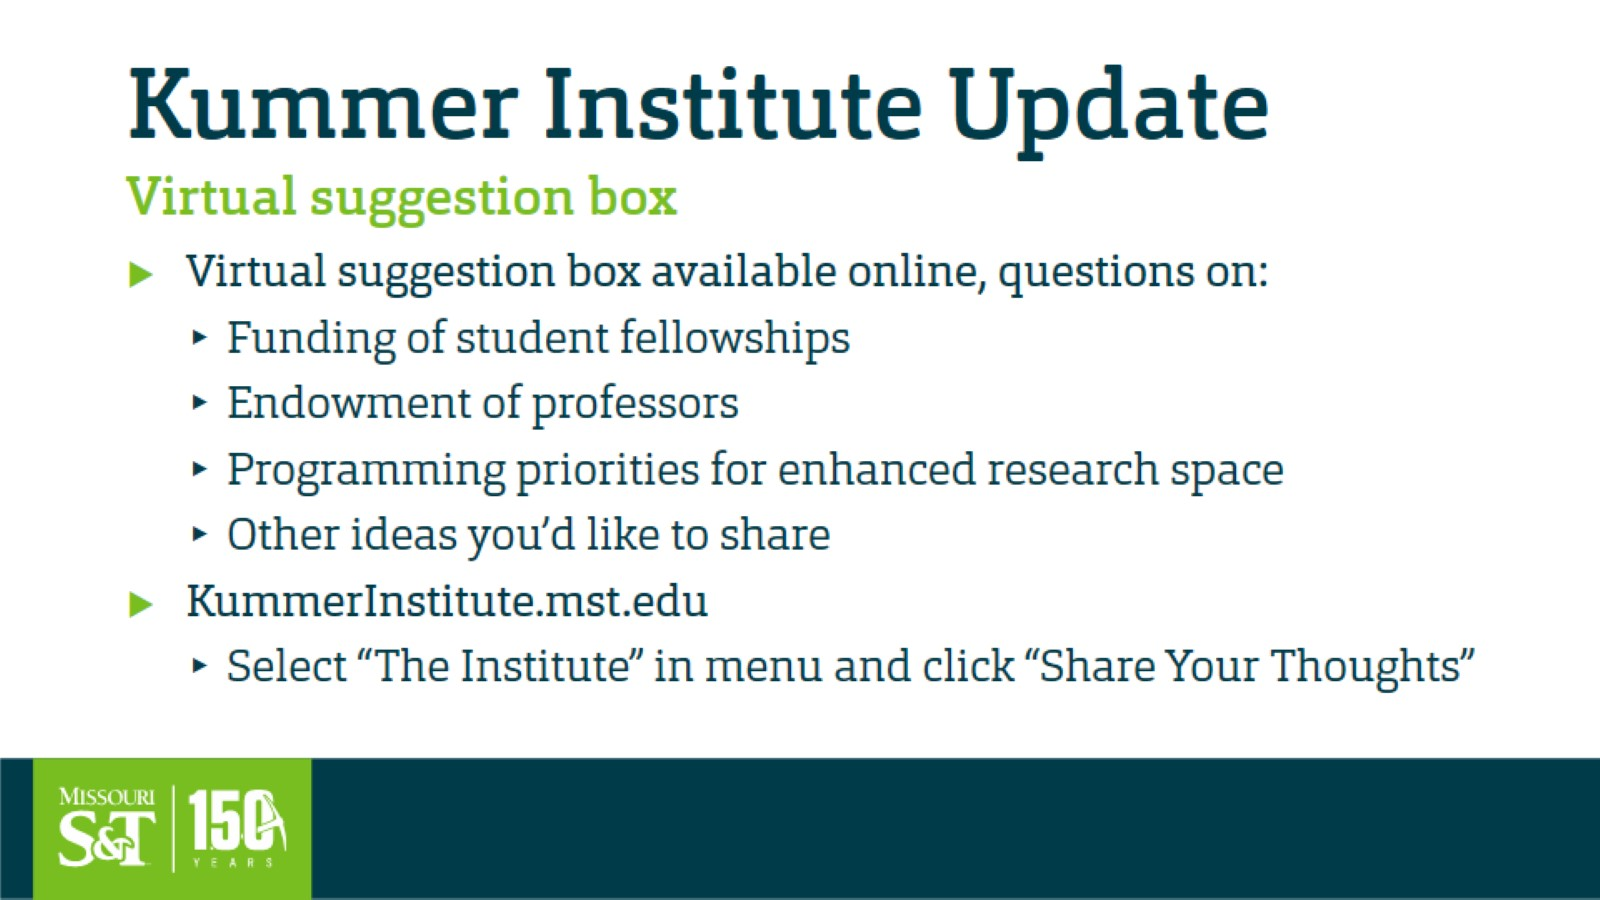 Kummer Institute Update
Virtual suggestion box
Virtual suggestion box available online, questions on:
Funding of student fellowships
Endowment of professors
Programming priorities for enhanced research space
Other ideas you’d like to share
KummerInstitute.mst.edu
Select “The Institute” in menu and click “Share Your Thoughts”
MISSOURI
S&T
150
YEARS